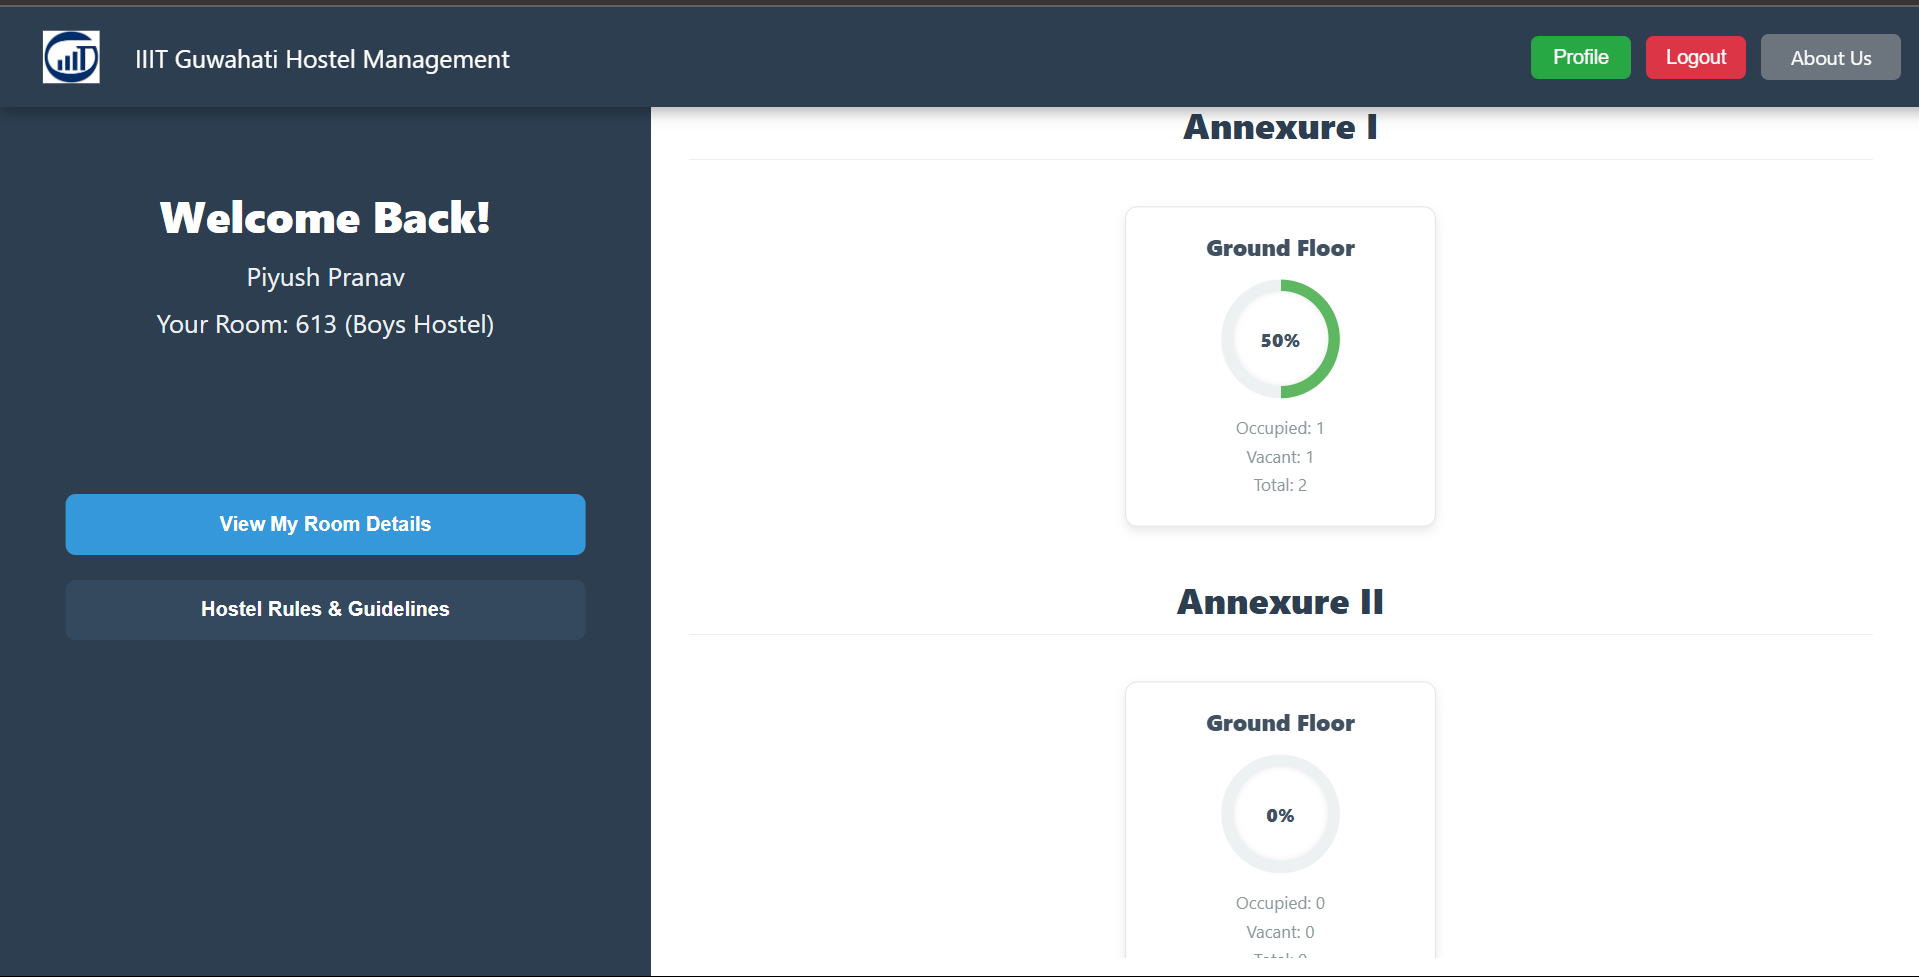 IIIT Guwahati Hostel Management
Profile
Logout
About Us
Welcome Back!
Piyush Pranav
Your Room: 613 (Boys Hostel)
View My Room Details
Hostel Rules & Guidelines
Annexure I
Ground Floor
50%
Occupied: 1
Vacant: 1
Total: 2
Annexure II
Ground Floor
0%
Occupied: 0
Vacant: 0
Total: 0